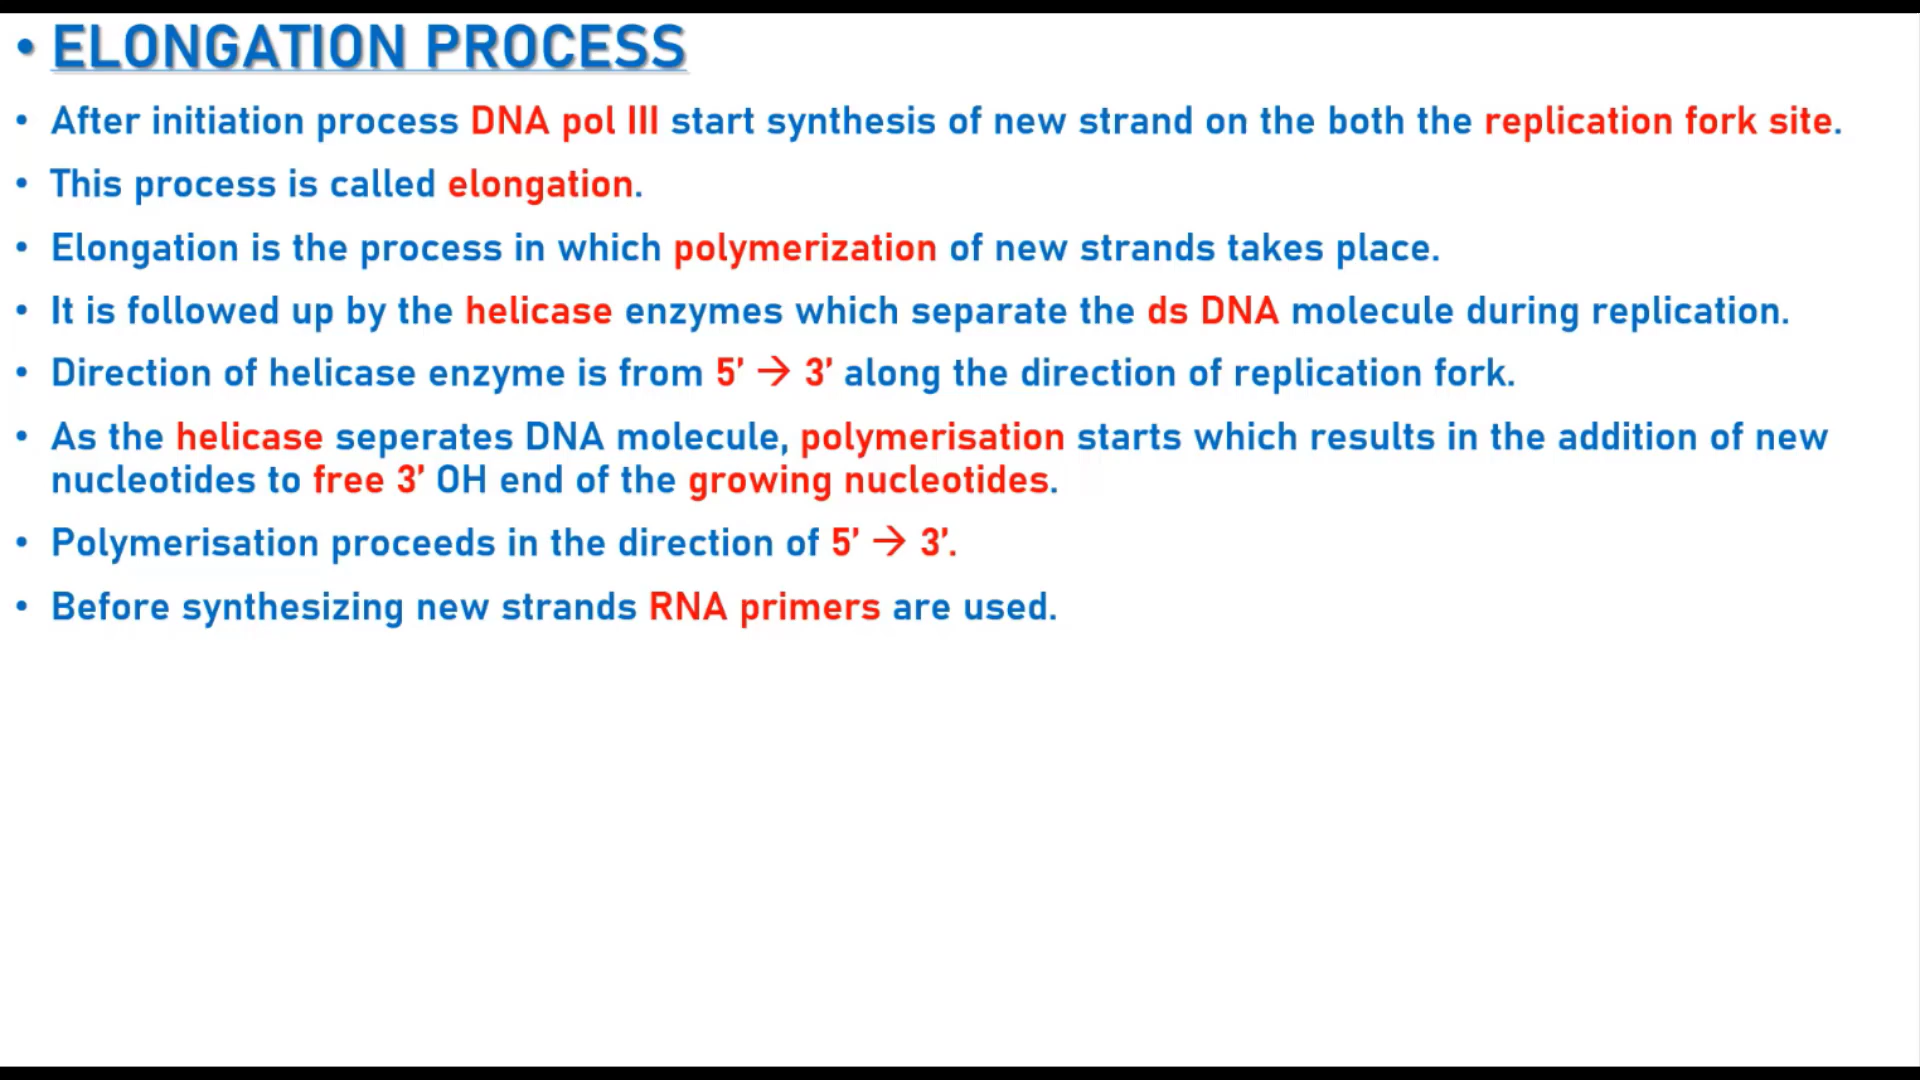 • ELONGATION PROCESS
• After initiation process DNA pol III start synthesis of new strand on the both the replication fork site.
• This process is called elongation.
• Elongation is the process in which polymerization of new strands takes place.
• It is followed up by the helicase enzymes which separate the ds DNA molecule during replication.
• Direction of helicase enzyme is from 5’ → 3’ along the direction of replication fork.
• As the helicase seperates DNA molecule, polymerisation starts which results in the addition of new
nucleotides to free 3’ OH end of the growing nucleotides.
• Polymerisation proceeds in the direction of 5’ → 3’.
• Before synthesizing new strands RNA primers are used.